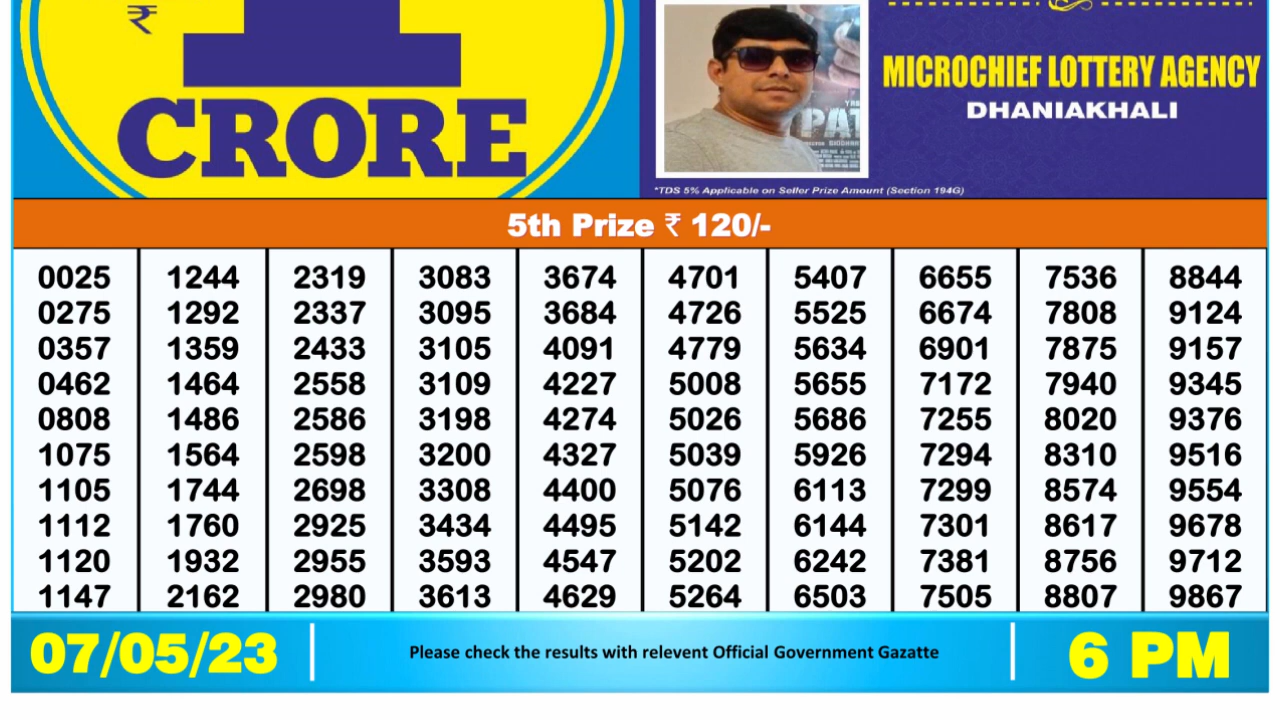 ₹
1
CRORE
PAT
MICROCHIEF LOTTERY AGENCY
DHANIAKHALI
*TDS 5% Applicable on Seller Prize Amount (Section 194G)
5th Prize ₹ 120/-
0025 1244 2319 3083 3674 4701 5407 6655 7536 8844
0275 1292 2337 3095 3684 4726 5525 6674 7808 9124
0357 1359 2433 3105 4091 4779 5634 6901 7875 9157
0462 1464 2558 3109 4227 5008 5655 7172 7940 9345
0808 1486 2586 3198 4274 5026 5686 7255 8020 9376
1075 1564 2598 3200 4327 5039 5926 7294 8310 9516
1105 1744 2698 3308 4400 5076 6113 7299 8574 9554
1112 1760 2925 3434 4495 5142 6144 7301 8617 9678
1120 1932 2955 3593 4547 5202 6242 7381 8756 9712
1147 2162 2980 3613 4629 5264 6503 7505 8807 9867
07/05/23
Please check the results with relevent Official Government Gazatte
6 PM